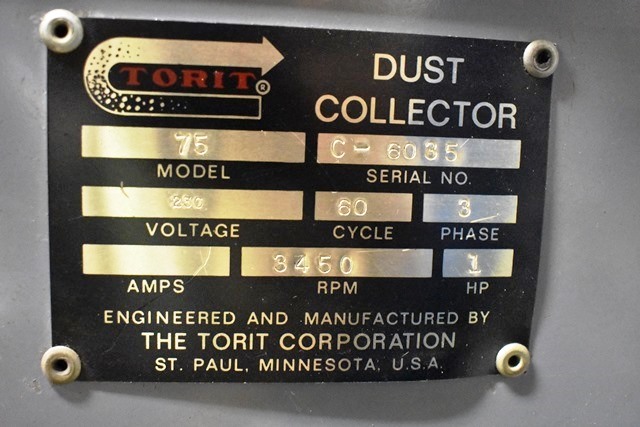 TORIT®
DUST
COLLECTOR
75
C-6035
MODEL
SERIAL NO.
60 3
VOLTAGE CYCLE PHASE
3450 1
AMPS RPM HP
ENGINEERED AND MANUFACTURED BY
THE TORIT CORPORATION
ST. PAUL, MINNESOTA, U.S.A.